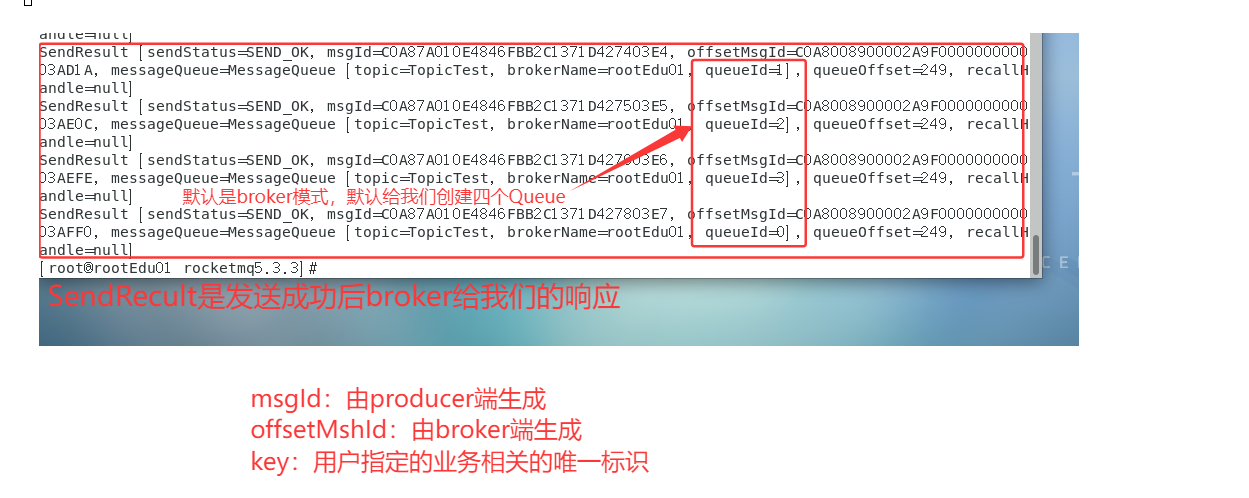 andle=null]
SendResult [sendStatus=SEND_OK, msgId=C0A87A010E4846FBB2C1371D427403E4, offsetMsgId=C0A8008900002A9F0000000000
03AD1A, messageQueue=MessageQueue [topic=TopicTest, brokerName=rootEdu01, queueId=1], queueOffset=249, recallH
andle=null]
SendResult [sendStatus=SEND_OK, msgId=C0A87A010E4846FBB2C1371D427503E5, offsetMsgId=C0A8008900002A9F0000000000
03AE0C, messageQueue=MessageQueue [topic=TopicTest, brokerName=rootEdu01, queueId=2], queueOffset=249, recallH
andle=null]
SendResult [sendStatus=SEND_OK, msgId=C0A87A010E4846FBB2C1371D427603E6, offsetMsgId=C0A8008900002A9F0000000000
03AEFE, messageQueue=MessageQueue [topic=TopicTest, brokerName=rootEdu01, queueId=3], queueOffset=249, recallH
andle=null]
默认是broker模式，默认给我们创建四个Queue
SendResult [sendStatus=SEND_OK, msgId=C0A87A010E4846FBB2C1371D427803E7, offsetMsgId=C0A8008900002A9F0000000000
03AFF0, messageQueue=MessageQueue [topic=TopicTest, brokerName=rootEdu01, queueId=0], queueOffset=249, recallH
andle=null]
[root@rootEdu01 rocketmq5.3.3]#
SendRecult是发送成功后broker给我们的响应
msgId：由producer端生成
offsetMshId：由broker端生成
key：用户指定的业务相关的唯一标识